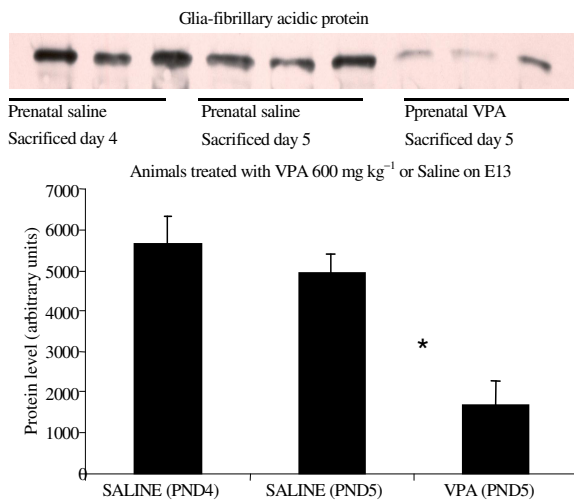 Glia-fibrillary acidic protein
Prenatal saline
Sacrificed day 4
Prenatal saline
Sacrificed day 5
Pprenatal VPA
Sacrificed day 5
Animals treated with VPA 600 mg kg⁻¹ or Saline on E13
Protein level (arbitrary units)
7000
6000
5000
4000
3000
2000
1000
0
*
SALINE (PND4)
SALINE (PND5)
VPA (PND5)